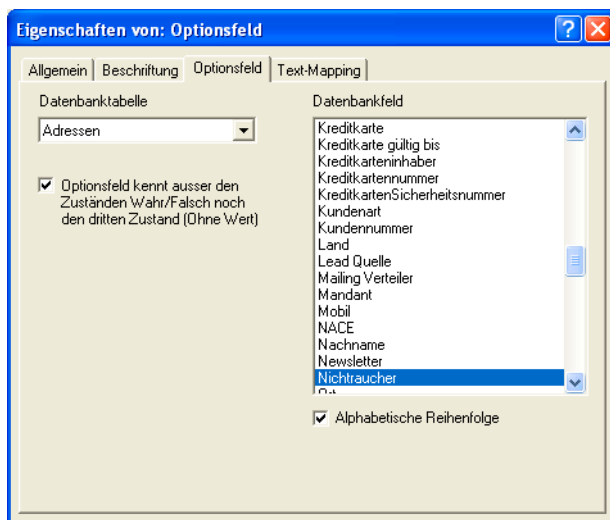 Eigenschaften von: Optionsfeld
Allgemein
Beschriftung
Optionsfeld
Text-Mapping
Datenbanktabelle
Adressen
Optionsfeld kennt ausser den
Zuständen Wahr/Falsch noch
den dritten Zustand (Ohne Wert)
Datenbankfeld
Kreditkarte
Kreditkarte gültig bis
Kreditkarteninhaber
Kreditkartennummer
KreditkartenSicherheitsnummer
Kundenart
Kundennummer
Land
Lead Quelle
Mailing Verteiler
Mandant
Mobil
NACE
Nachname
Newsletter
Nichtraucher
Alphabetische Reihenfolge